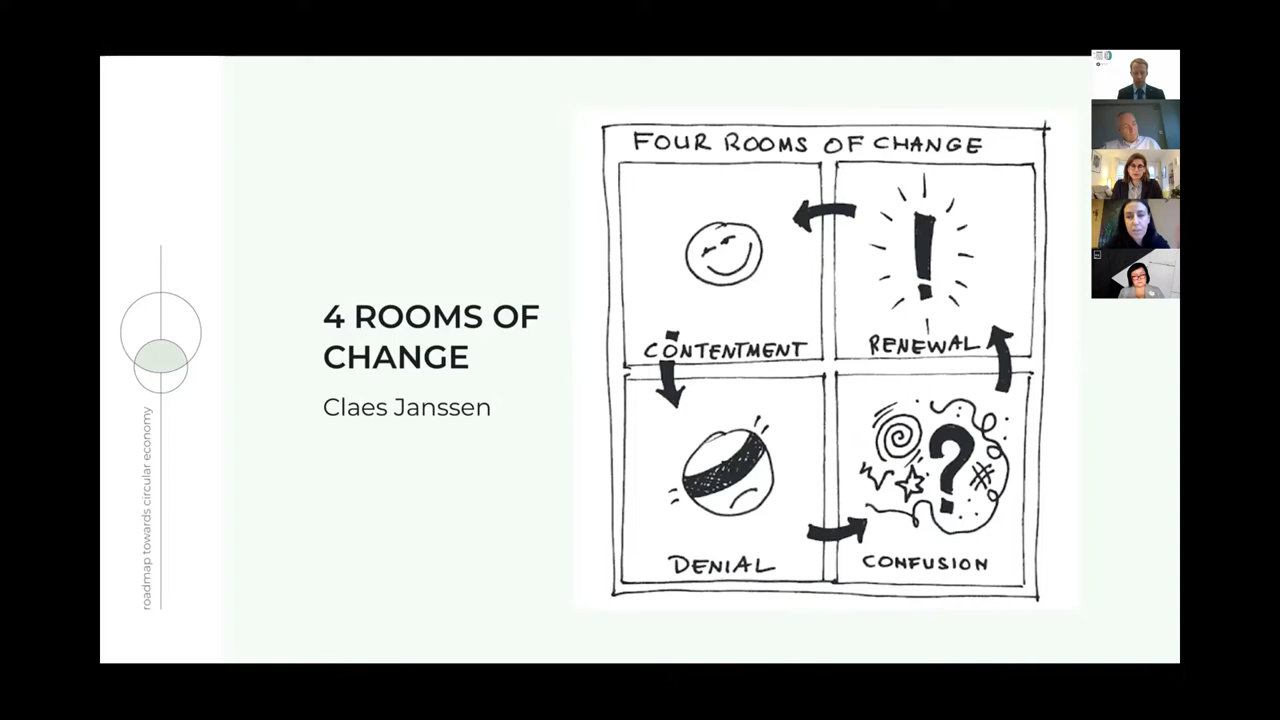 4 ROOMS OF
CHANGE
Claes Janssen
roadmap towards circular economy
FOUR ROOMS OF CHANGE
CONTENTMENT
RENEWAL
DENIAL
CONFUSION